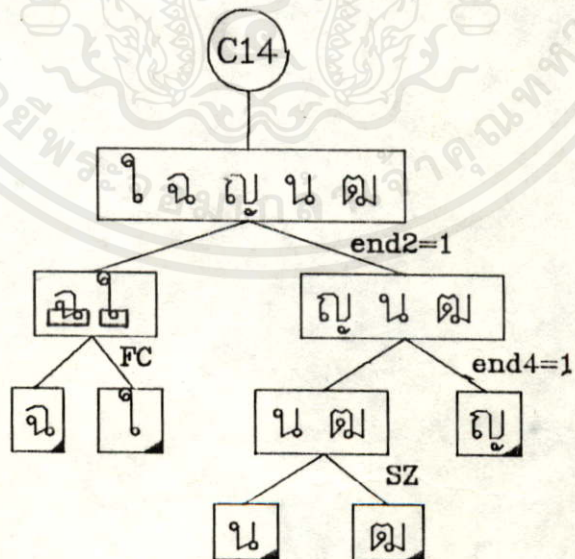 C14
ใ ฉ ญ น ฒ
end2=1
ฉ ใ
ญ น ฒ
FC
end4=1
ฉ
ใ
น ฒ
ญ
SZ
น
ฒ